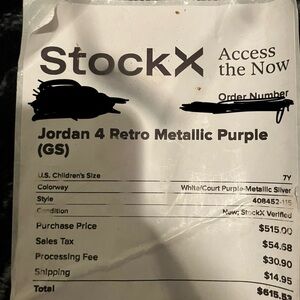 StockX
Access
the Now
Order Number
Jordan 4 Retro Metallic Purple
(GS)
U.S. Children's Size 7Y
Colorway White/Court Purple-Metallic Silver
Style 408452-115
Condition New; StockX Verified
Purchase Price $515.00
Sales Tax $54.68
Processing Fee $30.90
Shipping $14.95
Total $615.53